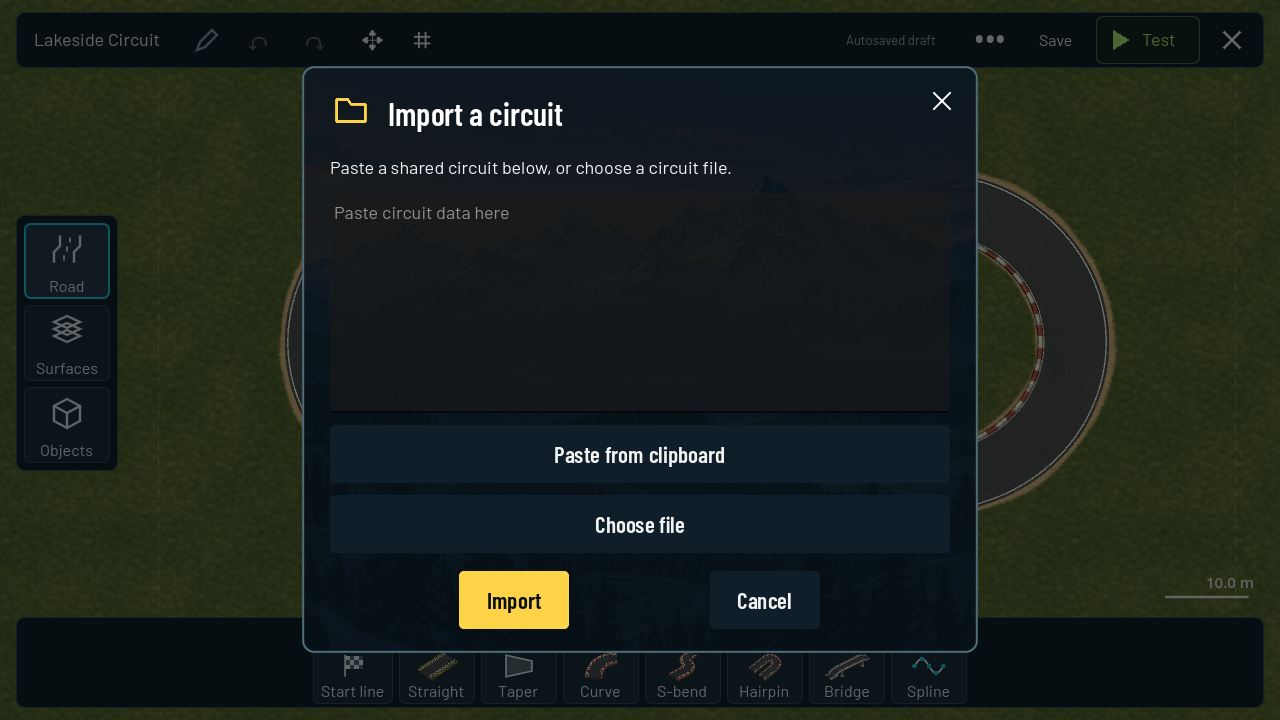 Lakeside Circuit
Autosaved draft
Save
Test
Import a circuit
Paste a shared circuit below, or choose a circuit file.
Paste circuit data here
Road
Surfaces
Objects
Paste from clipboard
Choose file
Import
Cancel
10.0 m
Start line
Straight
Taper
Curve
S-bend
Hairpin
Bridge
Spline